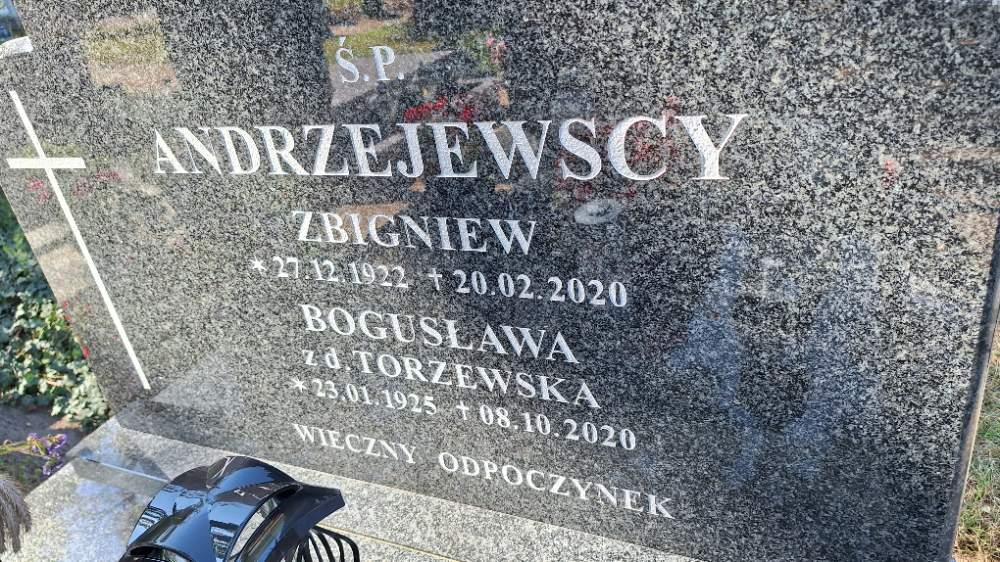 Ś.P.
ANDRZEJEWSCY
ZBIGNIEW
* 27.12.1922 † 20.02.2020
BOGUSŁAWA
z d. TORZEWSKA
* 23.01.1925 † 08.10.2020
WIECZNY ODPOCZYNEK